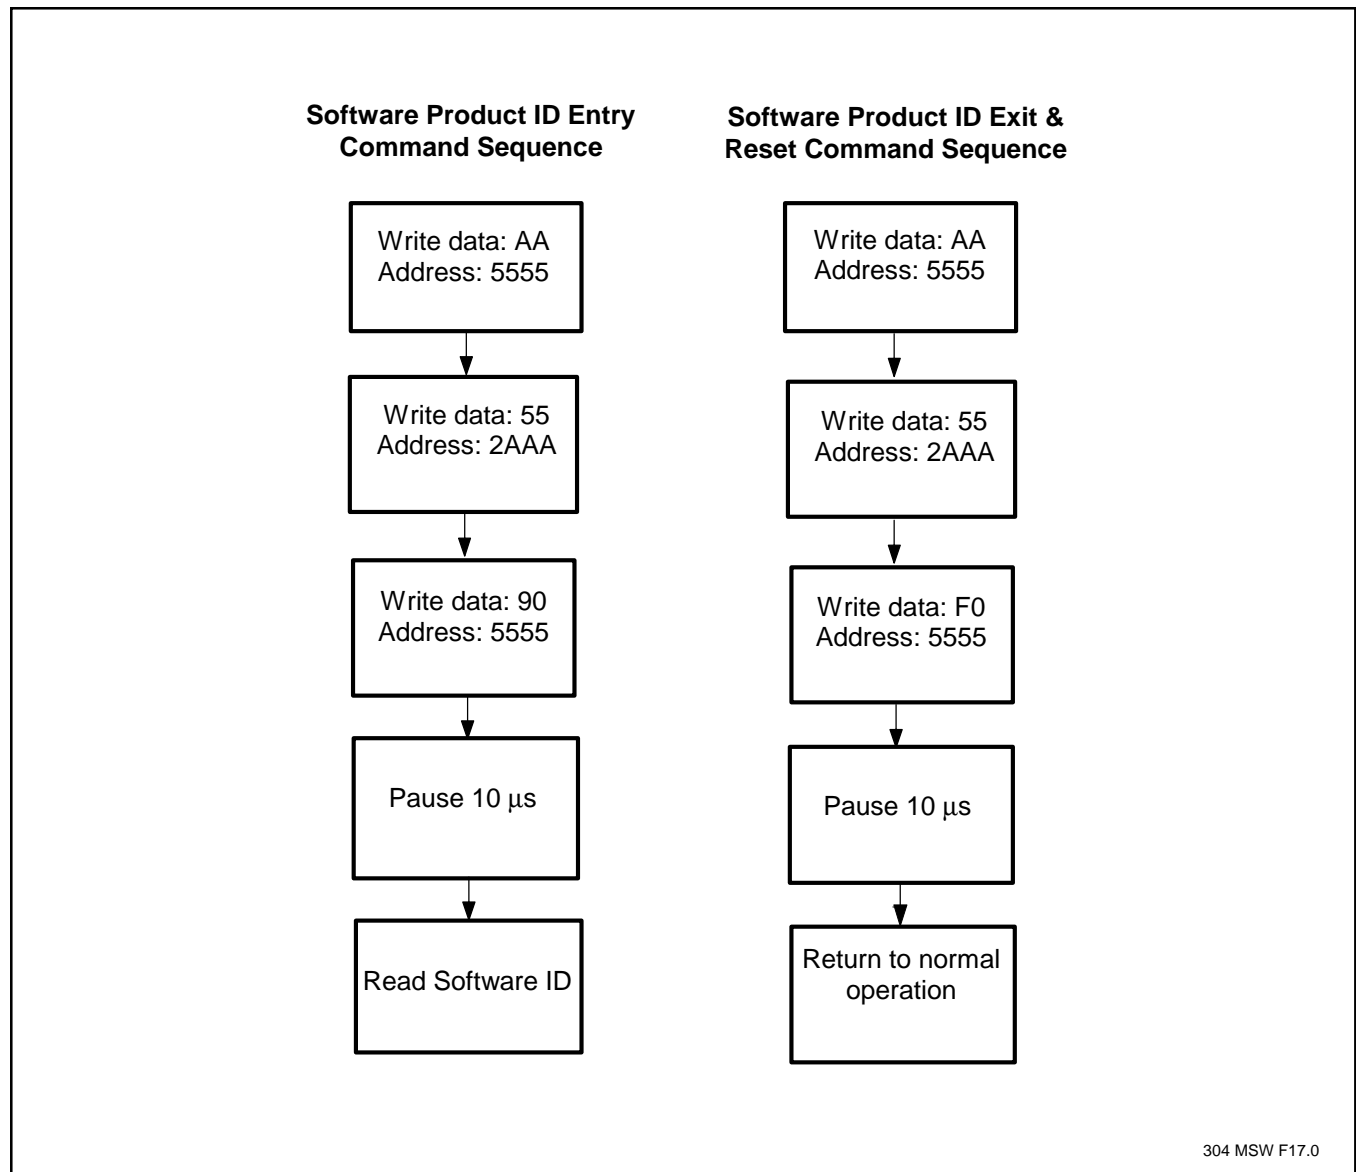 Software Product ID Entry
Command Sequence
Write data: AA
Address: 5555
Write data: 55
Address: 2AAA
Write data: 90
Address: 5555
Pause 10 μs
Read Software ID
Software Product ID Exit &
Reset Command Sequence
Write data: AA
Address: 5555
Write data: 55
Address: 2AAA
Write data: F0
Address: 5555
Pause 10 μs
Return to normal
operation
304 MSW F17.0